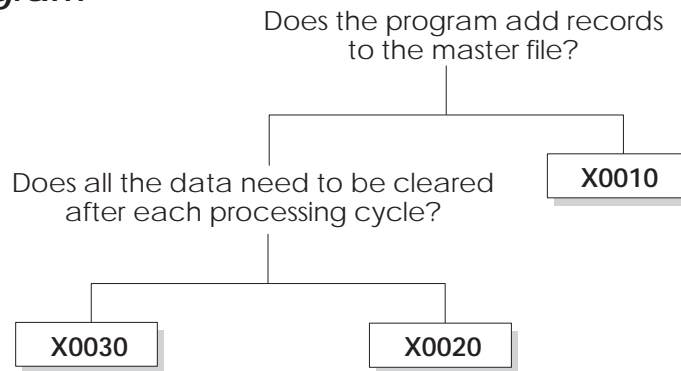 Does the program add records
to the master file?
X0010
Does all the data need to be cleared
after each processing cycle?
X0030
X0020